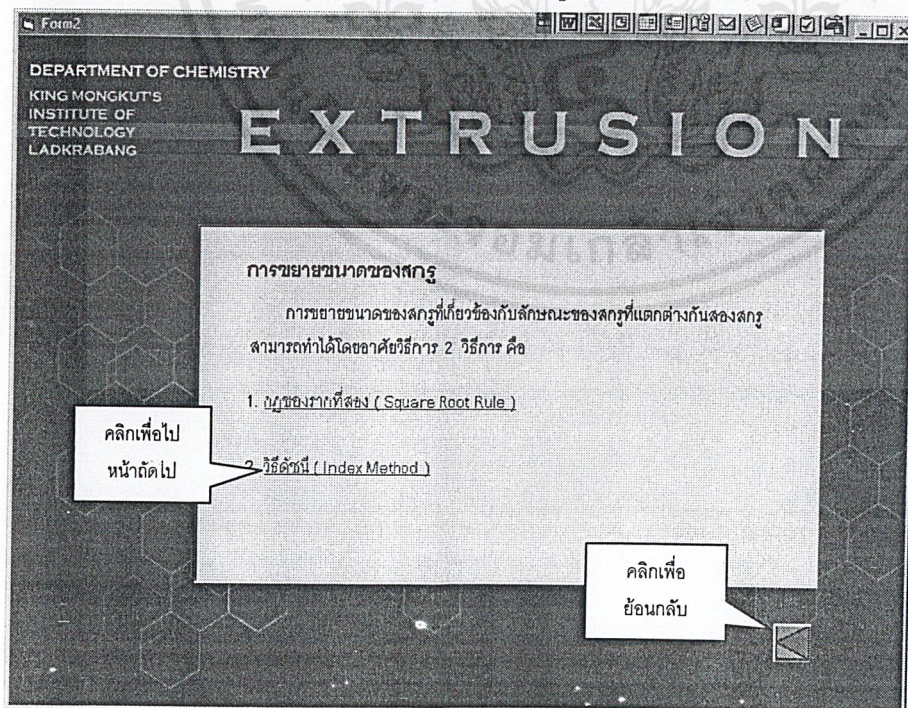 Form2
DEPARTMENT OF CHEMISTRY
KING MONGKUT'S
INSTITUTE OF
TECHNOLOGY
LADKRABANG
EXTRUSION
การขยายขนาดของสกรู
การขยายขนาดของสกรูที่เกี่ยวข้องกับลักษณะของสกรูที่แตกต่างกันสองสกรู
สามารถทำได้โดยอาศัยวิธีการ 2 วิธีการ คือ
1. กฎของรากที่สอง ( Square Root Rule )
2. วิธีดัชนี ( Index Method )
คลิกเพื่อไป
หน้าถัดไป
คลิกเพื่อ
ย้อนกลับ